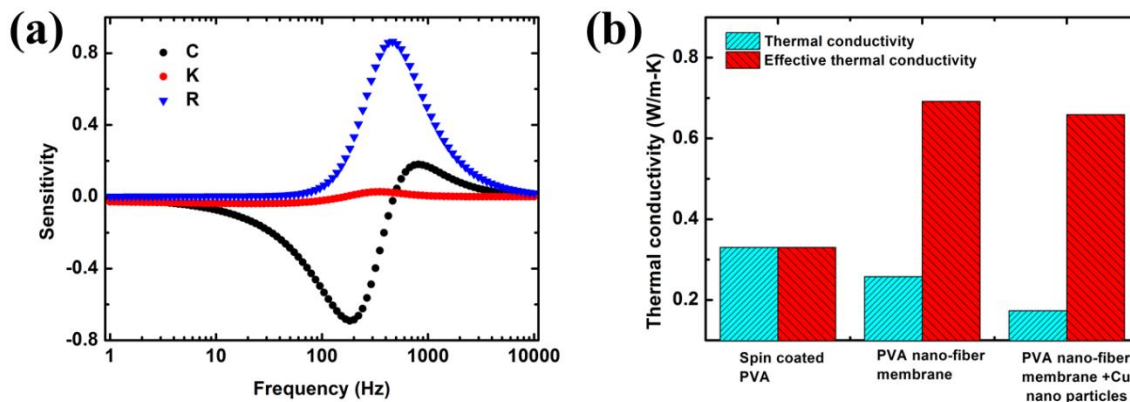 (a)
C
K
R
Sensitivity
0.8
0.4
0.0
-0.4
-0.8
1
10
100
1000
10000
Frequency (Hz)
(b)
Thermal conductivity
Effective thermal conductivity
Thermal conductivity (W/m-K)
0.8
0.6
0.4
0.2
Spin coated
PVA
PVA nano-fiber
membrane
PVA nano-fiber
membrane +Cu
nano particles